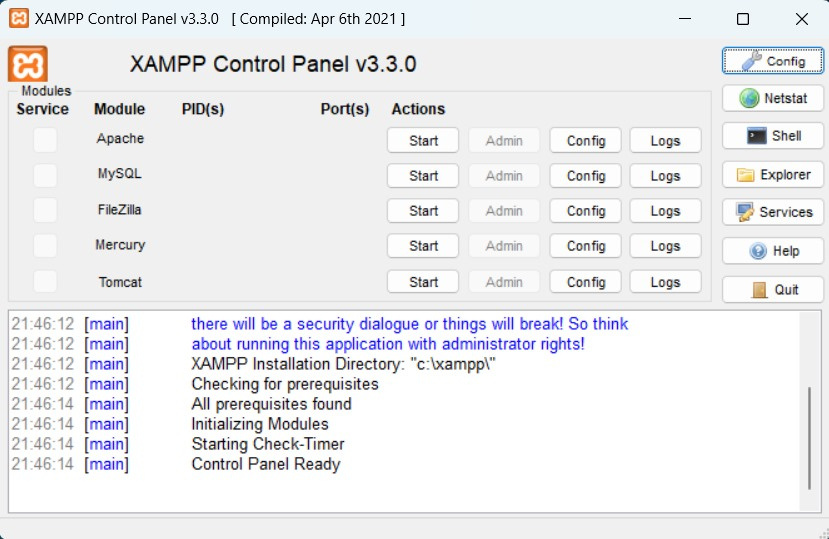 XAMPP Control Panel v3.3.0 [ Compiled: Apr 6th 2021 ]
XAMPP Control Panel v3.3.0
Config
Modules
Service Module PID(s) Port(s) Actions
Netstat
Apache Start Admin Config Logs
Shell
MySQL Start Admin Config Logs
Explorer
FileZilla Start Admin Config Logs
Services
Mercury Start Admin Config Logs
Help
Tomcat Start Admin Config Logs
Quit
21:46:12 [main] there will be a security dialogue or things will break! So think
21:46:12 [main] about running this application with administrator rights!
21:46:12 [main] XAMPP Installation Directory: "c:\xampp\"
21:46:12 [main] Checking for prerequisites
21:46:14 [main] All prerequisites found
21:46:14 [main] Initializing Modules
21:46:14 [main] Starting Check-Timer
21:46:14 [main] Control Panel Ready